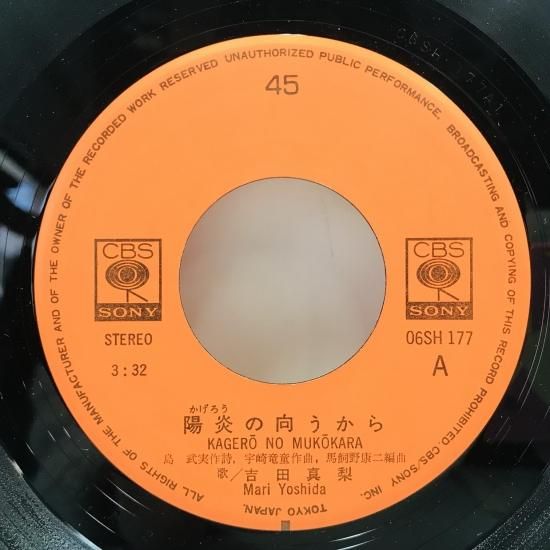 ALL RIGHTS OF THE MANUFACTURER AND OF THE OWNER OF THE RECORDED WORK RESERVED UNAUTHORIZED PUBLIC PERFORMANCE, BROADCASTING AND COPYING OF THIS RECORD PROHIBITED. CBS/SONY INC. TOKYO JAPAN.
45
CBS
SONY
STEREO
3:32
CBS
SONY
06SH 177
A
かげろう
陽炎の向うから
KAGERŌ NO MUKŌKARA
島 武実作詩, 宇崎竜童作曲, 馬飼野康二編曲
歌/吉田真梨
Mari Yoshida